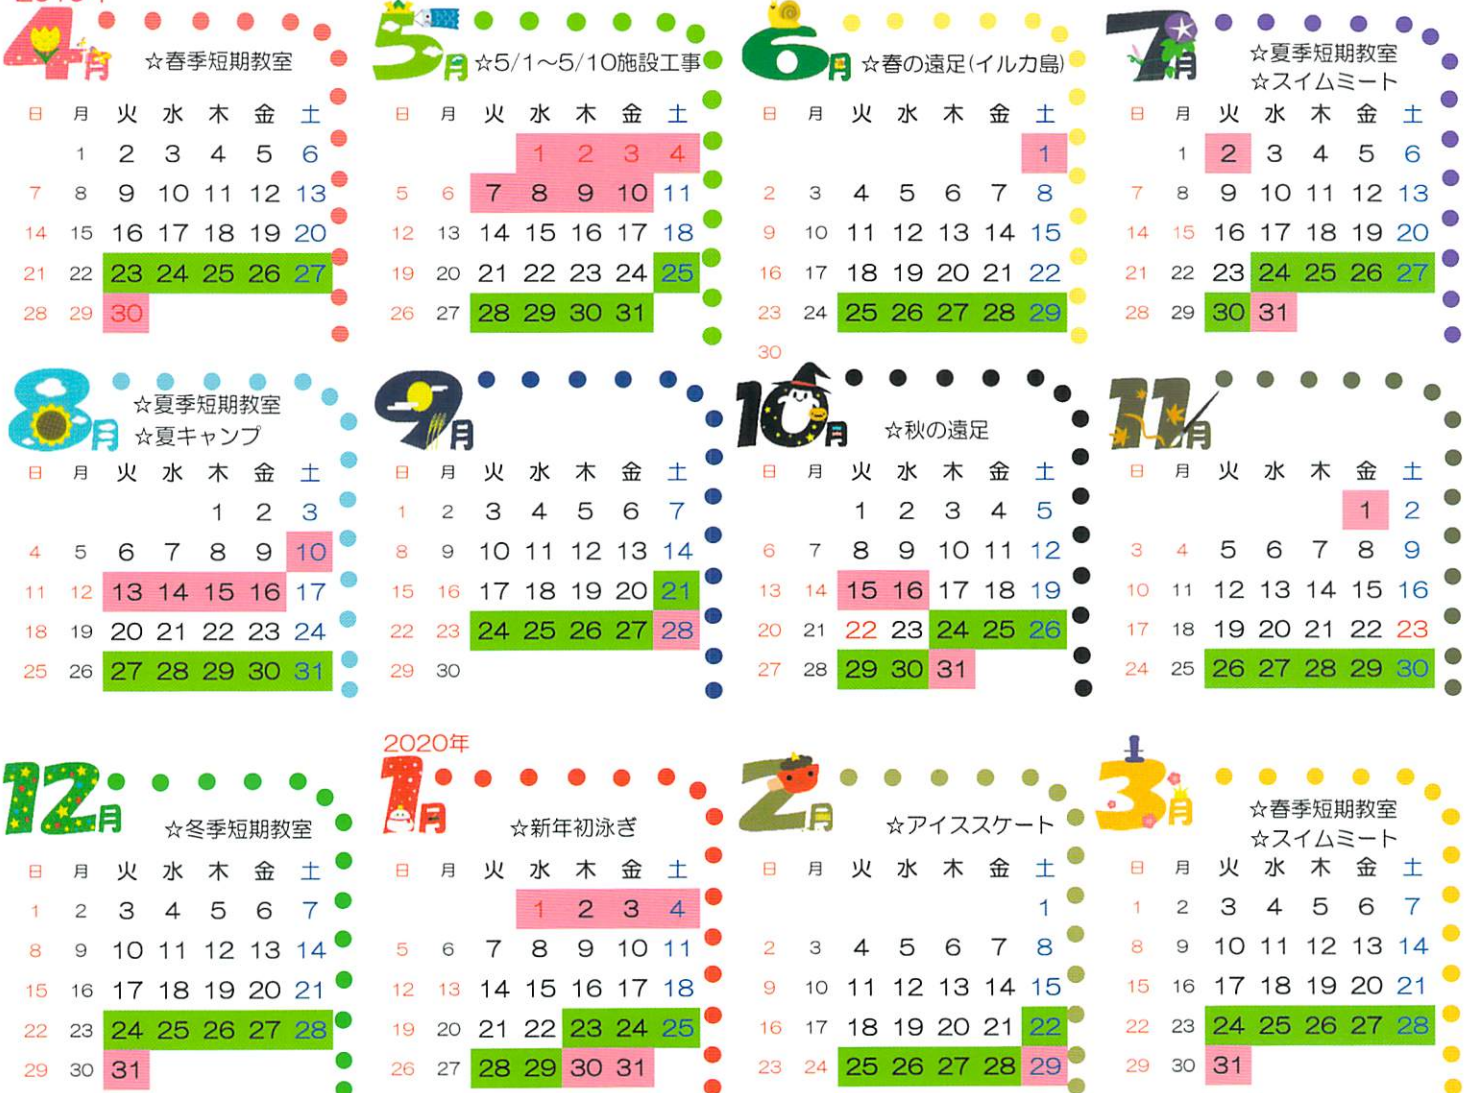 4月
☆春季短期教室
日 月 火 水 木 金 土
1 2 3 4 5 6
7 8 9 10 11 12 13
14 15 16 17 18 19 20
21 22 23 24 25 26 27
28 29 30
5月
☆5/1～5/10施設工事
日 月 火 水 木 金 土
1 2 3 4
5 6 7 8 9 10 11
12 13 14 15 16 17 18
19 20 21 22 23 24 25
26 27 28 29 30 31
6月
☆春の遠足(イルカ島)
日 月 火 水 木 金 土
1
2 3 4 5 6 7 8
9 10 11 12 13 14 15
16 17 18 19 20 21 22
23 24 25 26 27 28 29
30
7月
☆夏季短期教室
☆スイムミート
日 月 火 水 木 金 土
1 2 3 4 5 6
7 8 9 10 11 12 13
14 15 16 17 18 19 20
21 22 23 24 25 26 27
28 29 30 31
8月
☆夏季短期教室
☆夏キャンプ
日 月 火 水 木 金 土
1 2 3
4 5 6 7 8 9 10
11 12 13 14 15 16 17
18 19 20 21 22 23 24
25 26 27 28 29 30 31
9月
日 月 火 水 木 金 土
1 2 3 4 5 6 7
8 9 10 11 12 13 14
15 16 17 18 19 20 21
22 23 24 25 26 27 28
29 30
10月
☆秋の遠足
日 月 火 水 木 金 土
1 2 3 4 5
6 7 8 9 10 11 12
13 14 15 16 17 18 19
20 21 22 23 24 25 26
27 28 29 30 31
11月
日 月 火 水 木 金 土
1 2
3 4 5 6 7 8 9
10 11 12 13 14 15 16
17 18 19 20 21 22 23
24 25 26 27 28 29 30
12月
☆冬季短期教室
日 月 火 水 木 金 土
1 2 3 4 5 6 7
8 9 10 11 12 13 14
15 16 17 18 19 20 21
22 23 24 25 26 27 28
29 30 31
2020年
1月
☆新年初泳ぎ
日 月 火 水 木 金 土
1 2 3 4
5 6 7 8 9 10 11
12 13 14 15 16 17 18
19 20 21 22 23 24 25
26 27 28 29 30 31
2月
☆アイススケート
日 月 火 水 木 金 土
1
2 3 4 5 6 7 8
9 10 11 12 13 14 15
16 17 18 19 20 21 22
23 24 25 26 27 28 29
3月
☆春季短期教室
☆スイムミート
日 月 火 水 木 金 土
1 2 3 4 5 6 7
8 9 10 11 12 13 14
15 16 17 18 19 20 21
22 23 24 25 26 27 28
29 30 31